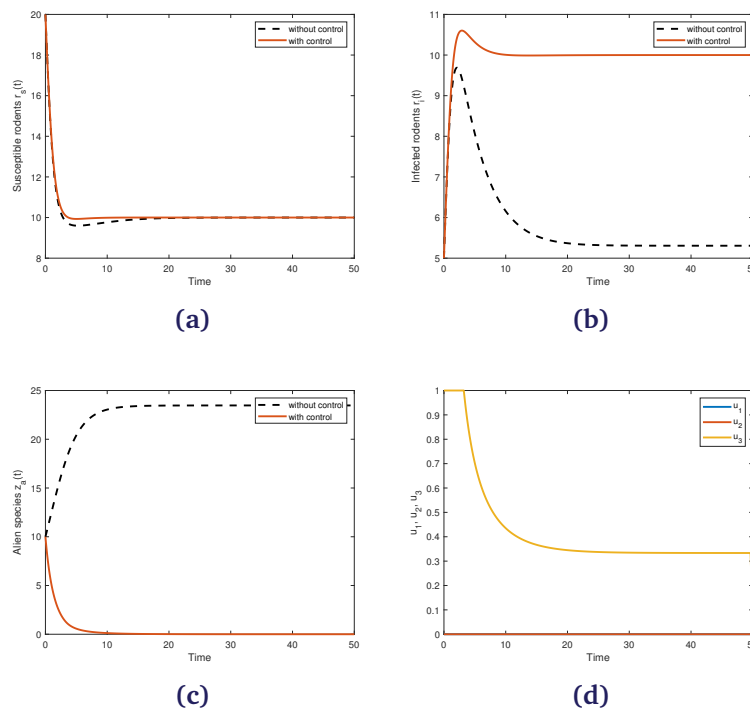 20
18
16
14
12
10
8
0
10
20
30
40
50
Susceptible rodents r_s(t)
Time
without control
with control
(a)
11
10
9
8
7
6
5
0
10
20
30
40
50
Infected rodents r_i(t)
Time
without control
with control
(b)
25
20
15
10
5
0
0
10
20
30
40
50
Alien species z_a(t)
Time
without control
with control
(c)
1
0.9
0.8
0.7
0.6
0.5
0.4
0.3
0.2
0.1
0
0
10
20
30
40
50
u_1, u_2, u_3
Time
u_1
u_2
u_3
(d)